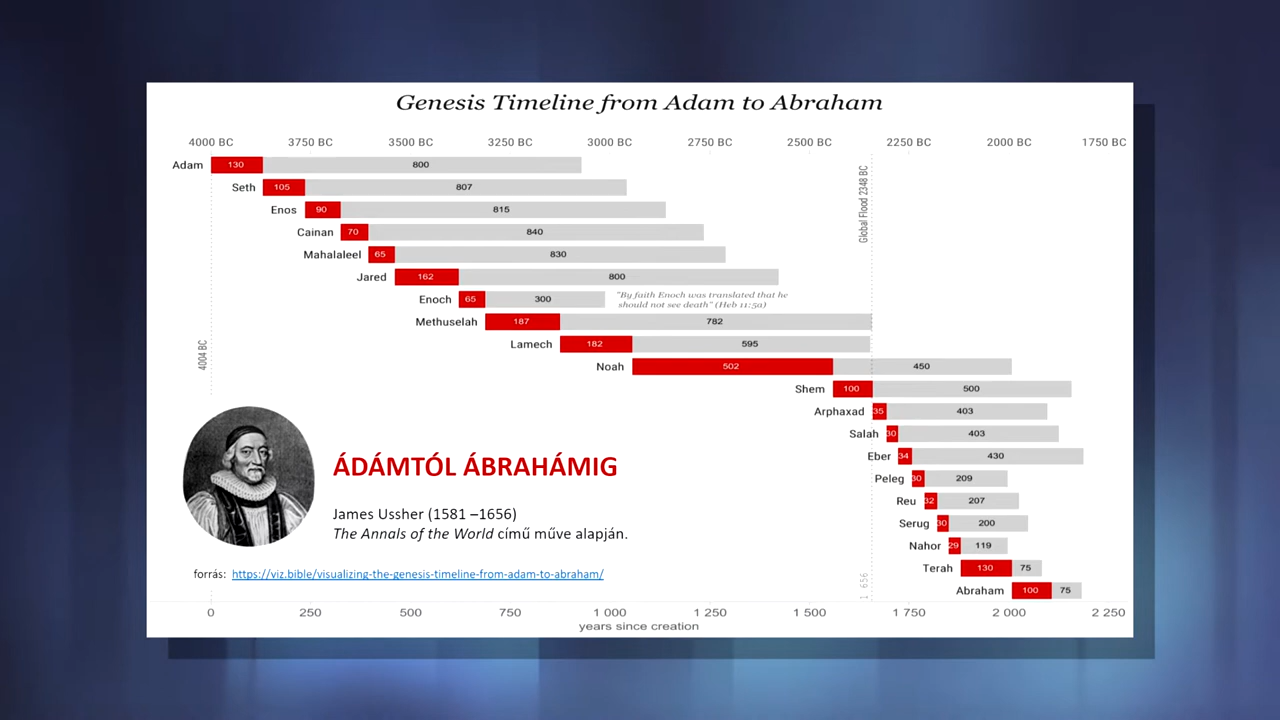 Genesis Timeline from Adam to Abraham
4000 BC 3750 BC 3500 BC 3250 BC 3000 BC 2750 BC 2500 BC 2250 BC 2000 BC 1750 BC
Adam 130 800
Seth 105 807
Enos 90 815
Cainan 70 840
Mahalaleel 65 830
Jared 162 800
Enoch 65 300
"By faith Enoch was translated that he
should not see death" (Heb 11:5a)
Methuselah 187 782
Lamech 182 595
Noah 502 450
Shem 100 500
Arphaxad 35 403
Salah 30 403
Eber 34 430
Peleg 30 209
Reu 32 207
Serug 30 200
Nahor 29 119
Terah 130 75
Abraham 100 75
Global Flood 2348 BC
4004 BC
1 656
ÁDÁMTÓL ÁBRAHÁMIG
James Ussher (1581 –1656)
The Annals of the World című műve alapján.
forrás: https://viz.bible/visualizing-the-genesis-timeline-from-adam-to-abraham/
0 250 500 750 1 000 1 250 1 500 1 750 2 000 2 250
years since creation